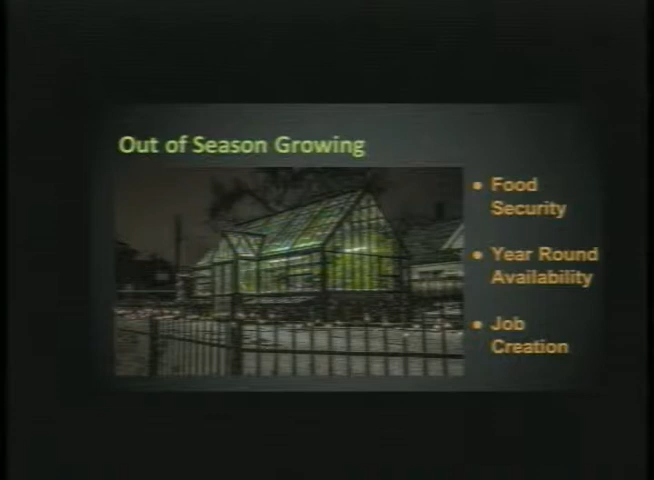 Out of Season Growing
• Food
Security
• Year Round
Availability
• Job
Creation